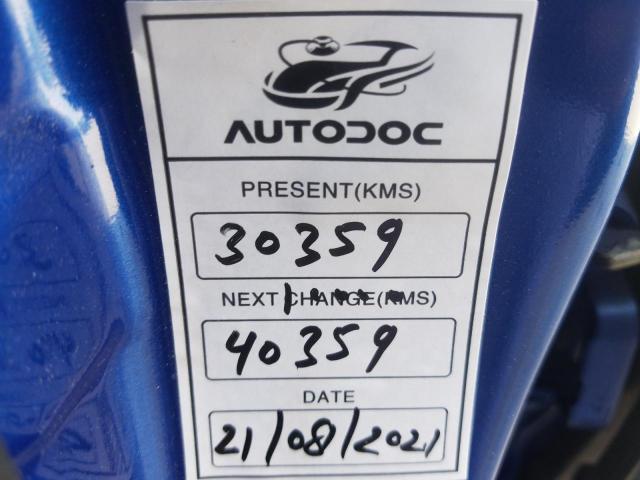 AUTODOC
PRESENT(KMS)
30359
NEXT CHANGE(KMS)
40359
DATE
21/08/2021